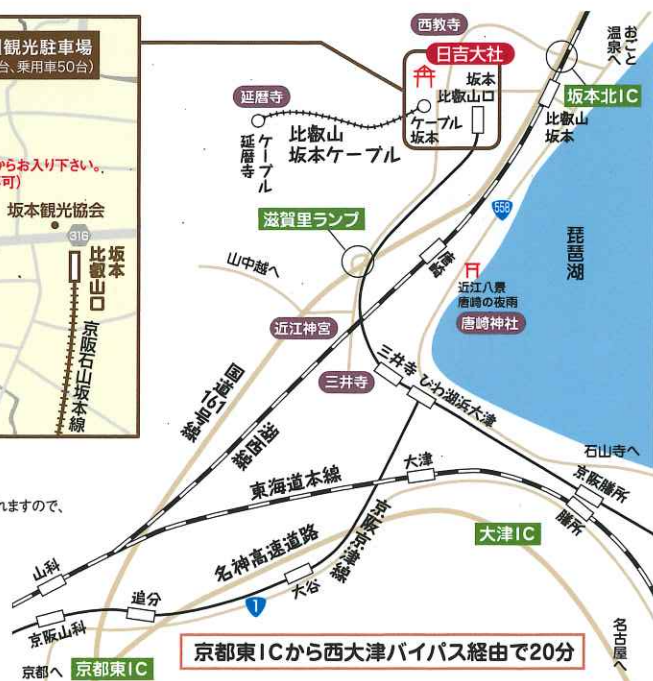 観光駐車場
台、乗用車50台)
からお入り下さい。
可)
坂本観光協会
316
坂本
比叡山口
京阪石山坂本線
れますので、
西教寺
日吉大社
坂本
比叡山口
ケーブル
坂本
延暦寺
ケーブル
延暦寺
比叡山
坂本ケーブル
おごと
温泉へ
坂本北IC
比叡山
坂本
滋賀里ランプ
558
琵琶湖
山中越へ
唐崎
近江八景
唐崎の夜雨
唐崎神社
近江神宮
三井寺
三井寺
びわ湖浜大津
国道161号線
湖西線
石山寺へ
東海道本線
大津
京阪膳所
膳所
京阪京津線
大津IC
名神高速道路
山科
追分
大谷
1
京阪山科
名古屋へ
京都へ
京都東IC
京都東ICから西大津バイパス経由で20分